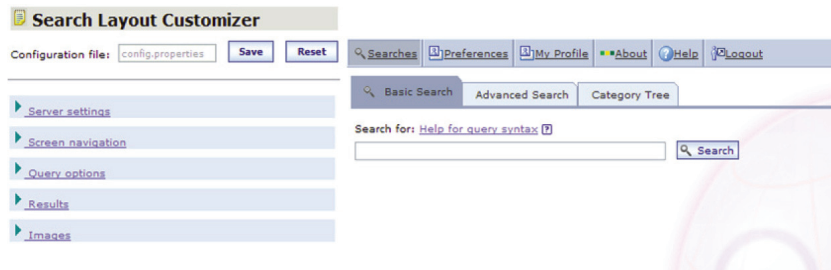 Search Layout Customizer
Configuration file: config.properties Save Reset
Server settings
Screen navigation
Query options
Results
Images
Searches Preferences My Profile About Help Logout
Basic Search Advanced Search Category Tree
Search for: Help for query syntax ?
Search